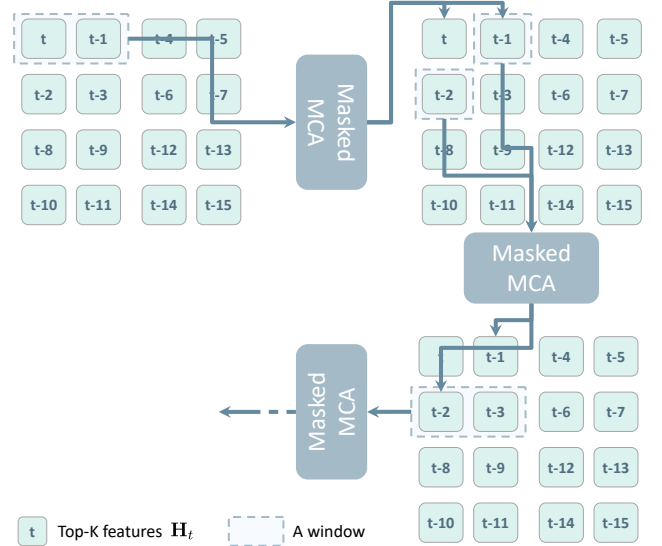 t t-1 t-4 t-5
t-2 t-3 t-6 t-7
t-8 t-9 t-12 t-13
t-10 t-11 t-14 t-15
Masked
MCA
t t-1 t-4 t-5
t-2 t-3 t-6 t-7
t-8 t-9 t-12 t-13
t-10 t-11 t-14 t-15
Masked
MCA
t-1 t-4 t-5
t-2 t-3 t-6 t-7
t-8 t-9 t-12 t-13
t-10 t-11 t-14 t-15
Masked
MCA
t Top-K features H_t
A window